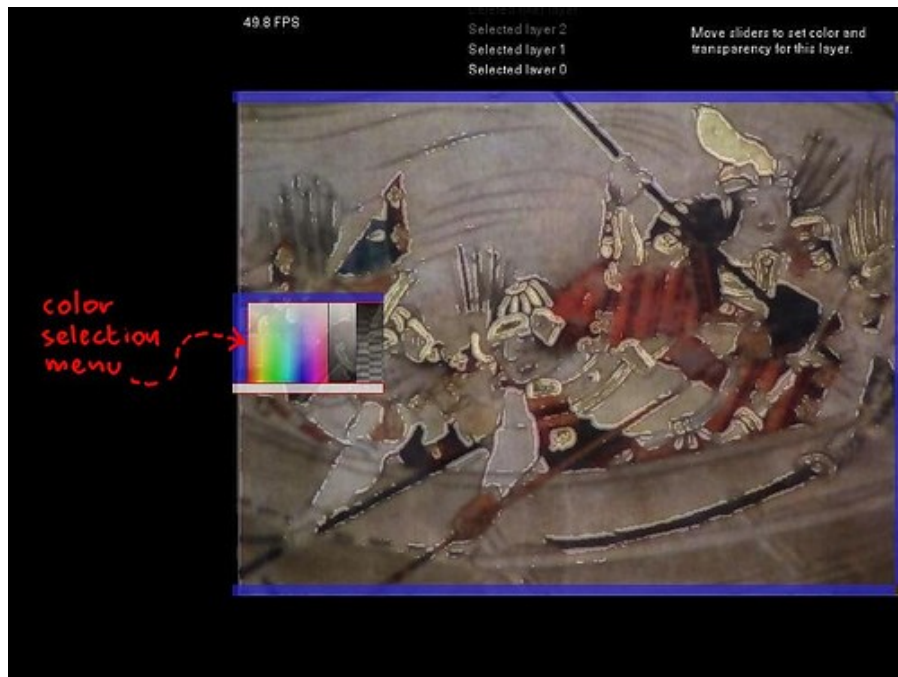 49.8 FPS
Selected layer 2
Selected layer 1
Selected layer 0
Move sliders to set color and
transparency for this layer.
color
selection
menu